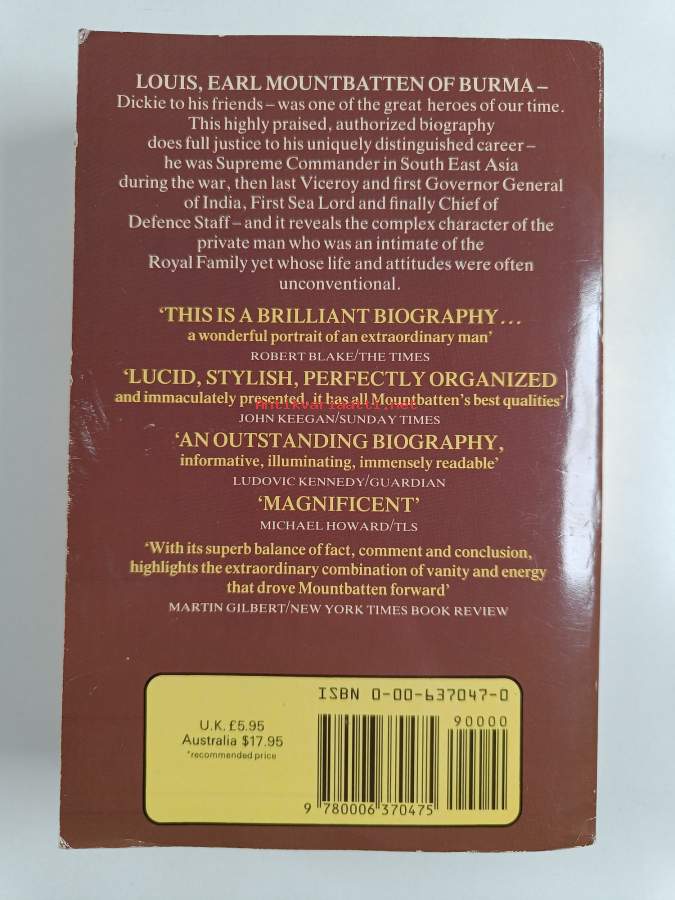 LOUIS, EARL MOUNTBATTEN OF BURMA –
Dickie to his friends – was one of the great heroes of our time.
This highly praised, authorized biography
does full justice to his uniquely distinguished career –
he was Supreme Commander in South East Asia
during the war, then last Viceroy and first Governor General
of India, First Sea Lord and finally Chief of
Defence Staff – and it reveals the complex character of the
private man who was an intimate of the
Royal Family yet whose life and attitudes were often
unconventional.
‘THIS IS A BRILLIANT BIOGRAPHY...
a wonderful portrait of an extraordinary man’
ROBERT BLAKE/THE TIMES
‘LUCID, STYLISH, PERFECTLY ORGANIZED
and immaculately presented, it has all Mountbatten’s best qualities’
antikvariaatti.net
JOHN KEEGAN/SUNDAY TIMES
‘AN OUTSTANDING BIOGRAPHY,
informative, illuminating, immensely readable’
LUDOVIC KENNEDY/GUARDIAN
‘MAGNIFICENT’
MICHAEL HOWARD/TLS
‘With its superb balance of fact, comment and conclusion,
highlights the extraordinary combination of vanity and energy
that drove Mountbatten forward’
MARTIN GILBERT/NEW YORK TIMES BOOK REVIEW
ISBN 0-00-637047-0
90000
U.K. £5.95
Australia $17.95
*recommended price
9 780006 370475